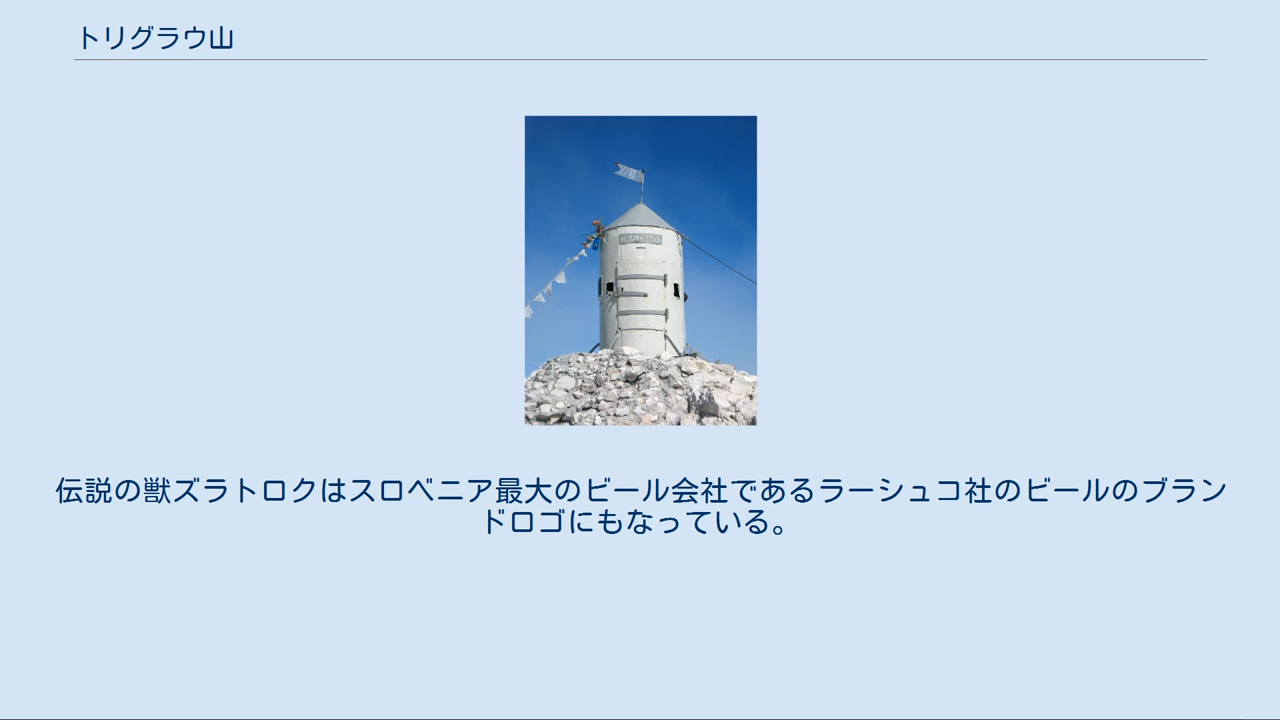 トリグラウ山
伝説の獣ズラトロクはスロベニア最大のビール会社であるラーシュコ社のビールのブラン
ドロゴにもなっている。